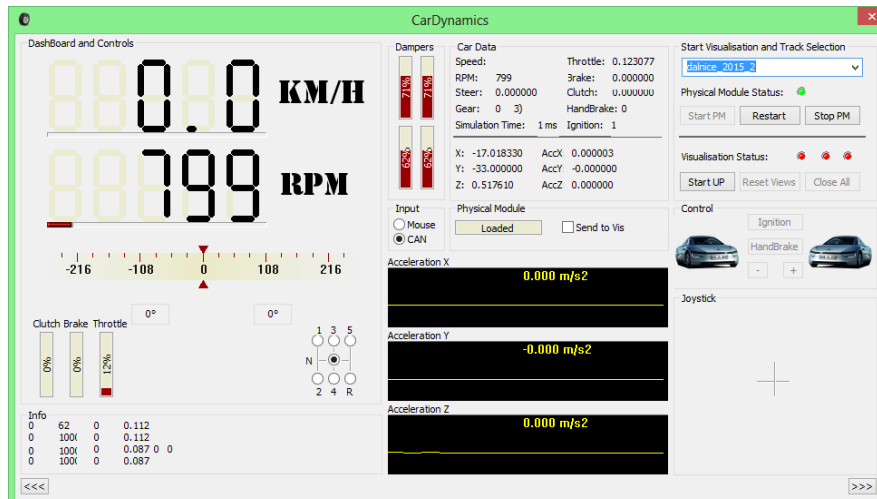 CarDynamics
DashBoard and Controls
0.0 KM/H
799 RPM
-216 -108 0 108 216
0° 0°
Clutch Brake Throttle
0% 0% 12%
1 3 5
N
2 4 R
Info
0 62 0 0.112
0 100( 0 0.112
0 100( 0 0.087 0 0
0 100( 0 0.087
<<<
Dampers
71% 71%
62% 62%
Input
Mouse
CAN
Car Data
Speed: Throttle: 0.123077
RPM: 799 3rake: 0.000000
Steer: 0.000000 Clutch: 0.000000
Gear: 0 3) HandBrake: 0
Simulation Time: 1 ms Ignition: 1
X: -17.018330 AccX 0.000003
Y: -33.000000 AccY -0.000000
Z: 0.517610 AccZ 0.000000
Physical Module
Loaded Send to Vis
Acceleration X
0.000 m/s2
Acceleration Y
-0.000 m/s2
Acceleration Z
0.000 m/s2
Start Visualisation and Track Selection
dalnice_2015_2
Physical Module Status:
Start PM Restart Stop PM
Visualisation Status:
Start UP Reset Views Close All
Control
Ignition
HandBrake
- +
Joystick
>>>